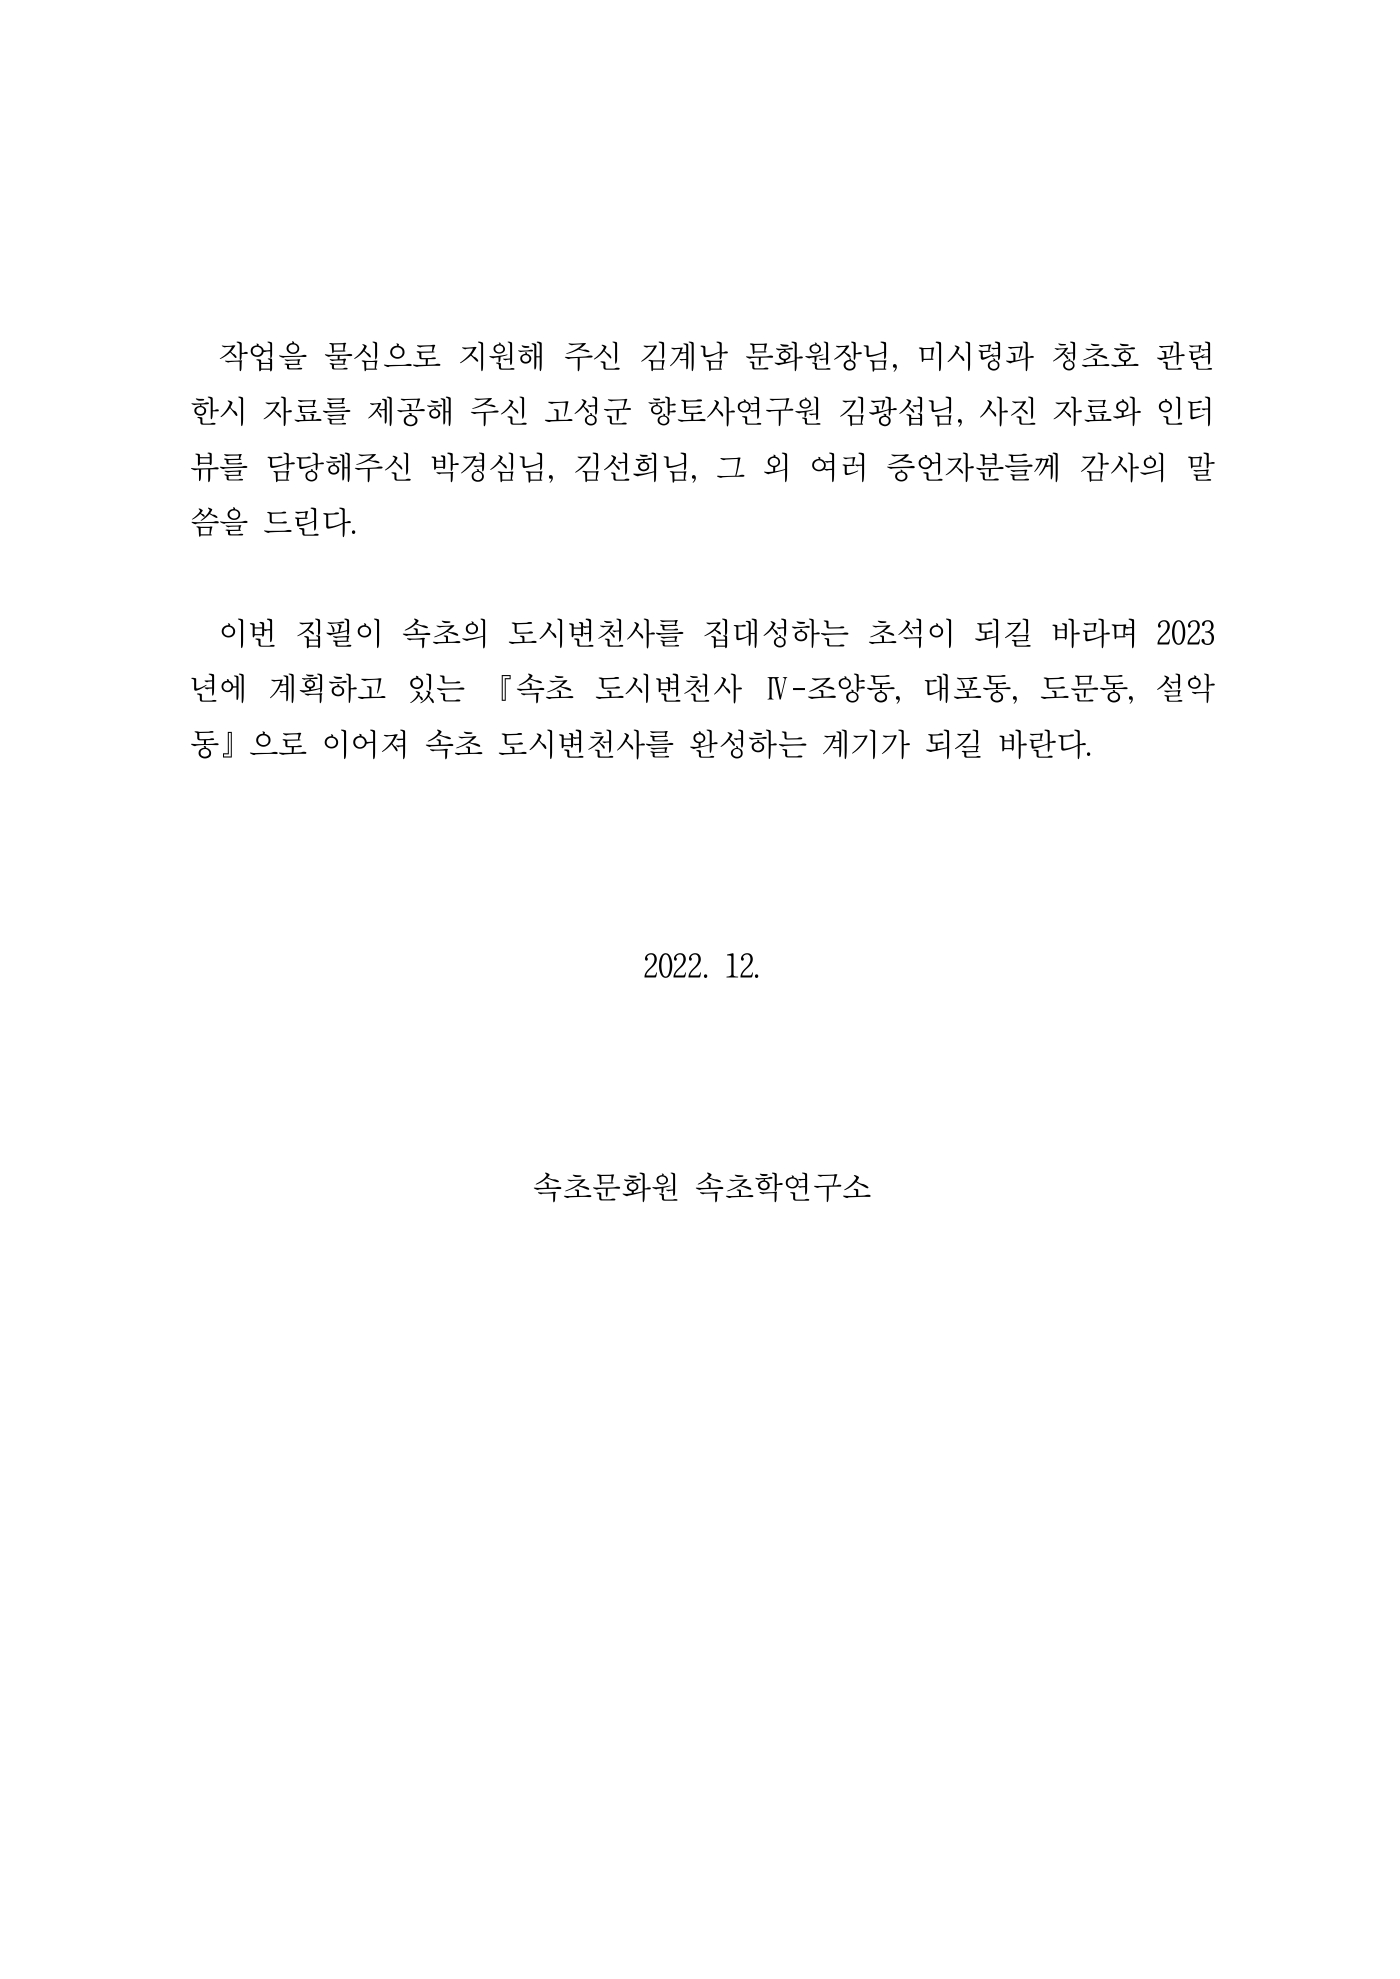 작업을 물심으로 지원해 주신 김계남 문화원장님, 미시령과 청초호 관련
한시 자료를 제공해 주신 고성군 향토사연구원 김광섭님, 사진 자료와 인터
뷰를 담당해주신 박경심님, 김선희님, 그 외 여러 증언자분들께 감사의 말
씀을 드린다.
이번 집필이 속초의 도시변천사를 집대성하는 초석이 되길 바라며 2023
년에 계획하고 있는 『속초 도시변천사 Ⅳ-조양동, 대포동, 도문동, 설악
동』으로 이어져 속초 도시변천사를 완성하는 계기가 되길 바란다.
2022. 12.
속초문화원 속초학연구소